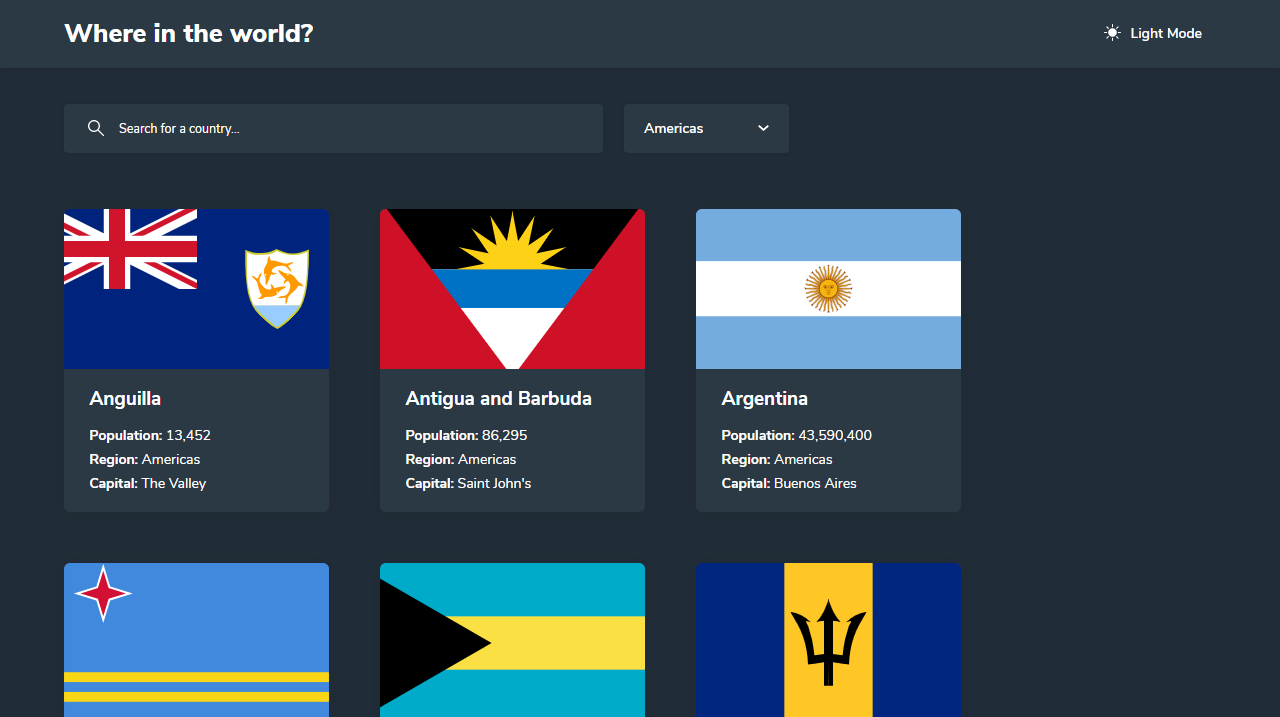 Where in the world?
Light Mode
Search for a country...
Americas
Anguilla
Population: 13,452
Region: Americas
Capital: The Valley
Antigua and Barbuda
Population: 86,295
Region: Americas
Capital: Saint John's
Argentina
Population: 43,590,400
Region: Americas
Capital: Buenos Aires